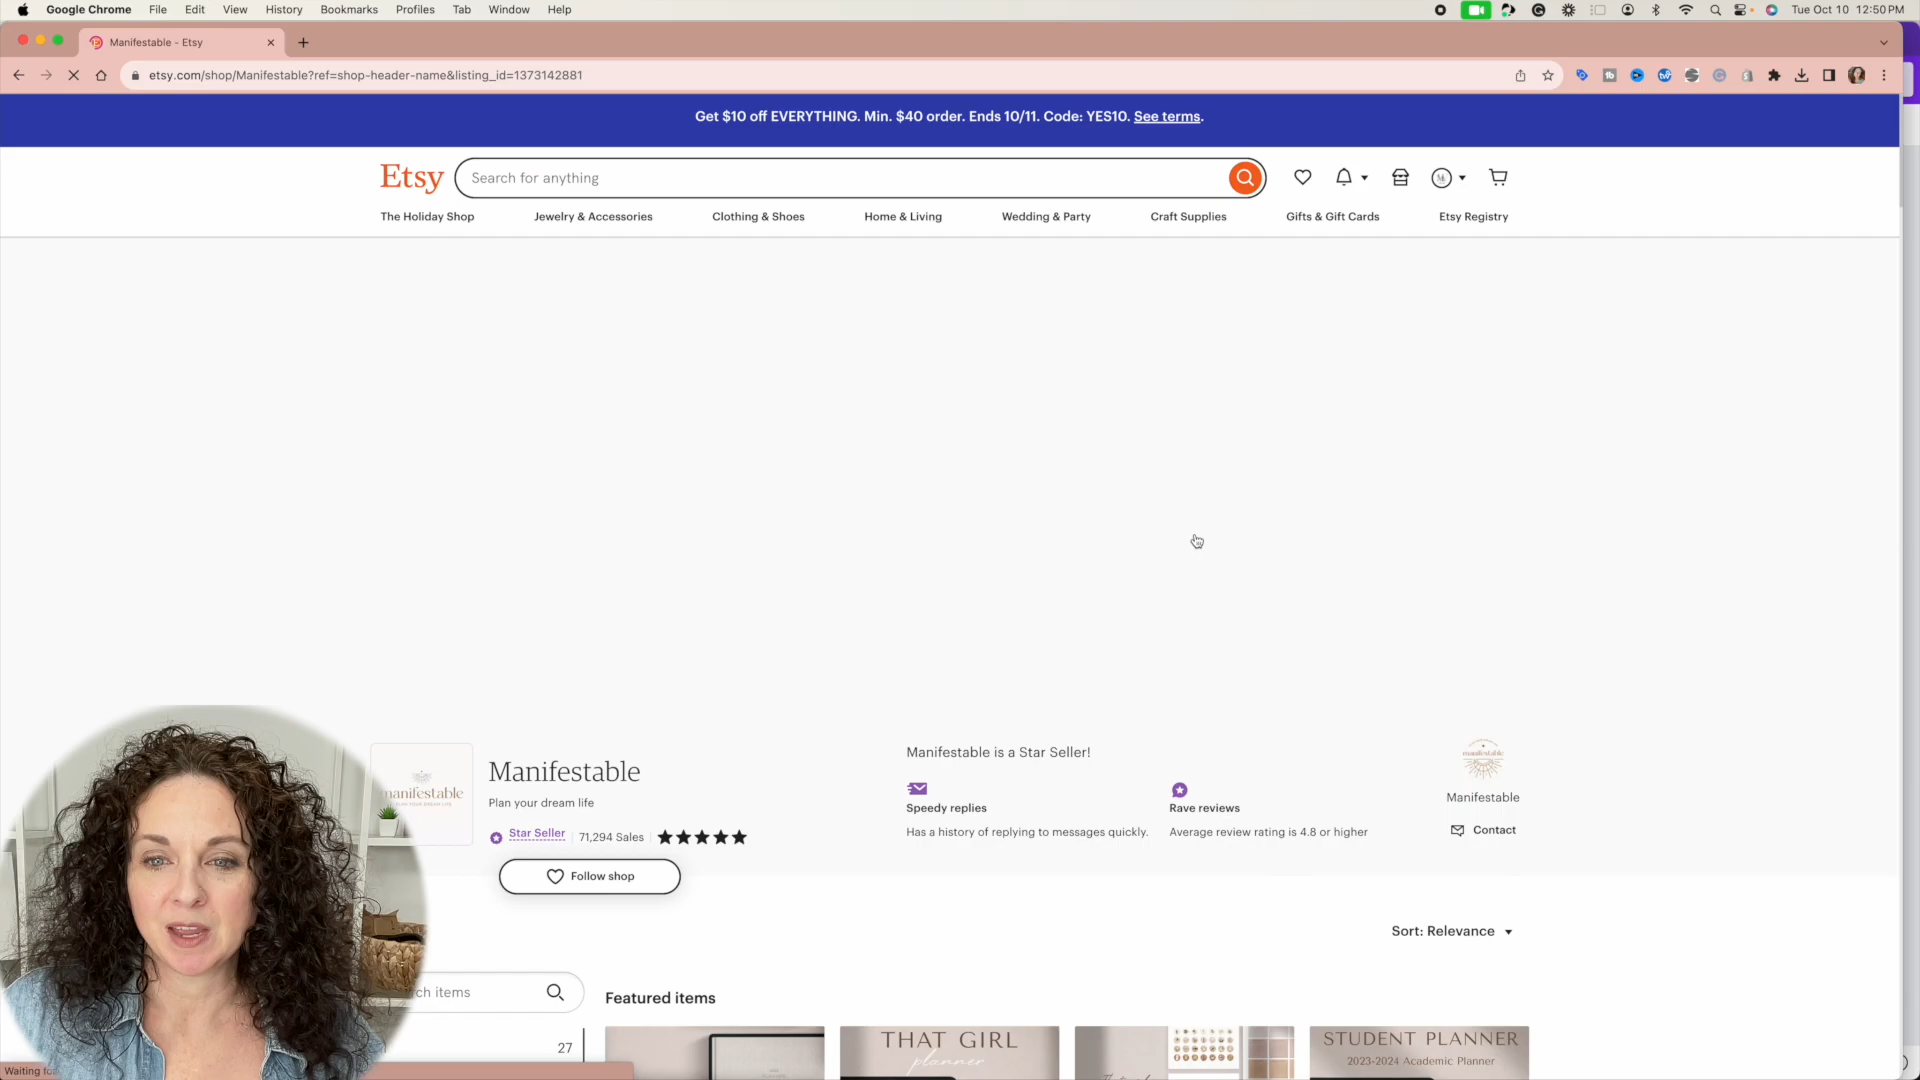 Google Chrome File Edit View History Bookmarks Profiles Tab Window Help Tue Oct 10 12:50 PM
Manifestable - Etsy
etsy.com/shop/Manifestable?ref=shop-header-name&listing_id=1373142881
Get $10 off EVERYTHING. Min. $40 order. Ends 10/11. Code: YES10. See terms.
Etsy Search for anything
The Holiday Shop Jewelry & Accessories Clothing & Shoes Home & Living Wedding & Party Craft Supplies Gifts & Gift Cards Etsy Registry
manifestable
Manifestable
Plan your dream life
Star Seller 71,294 Sales
Follow shop
Manifestable is a Star Seller!
Speedy replies
Has a history of replying to messages quickly.
Rave reviews
Average review rating is 4.8 or higher
manifestable
Manifestable
Contact
Sort: Relevance
ch items
Featured items
27
THAT GIRL
planner
STUDENT PLANNER
2023-2024 Academic Planner
Waiting fo